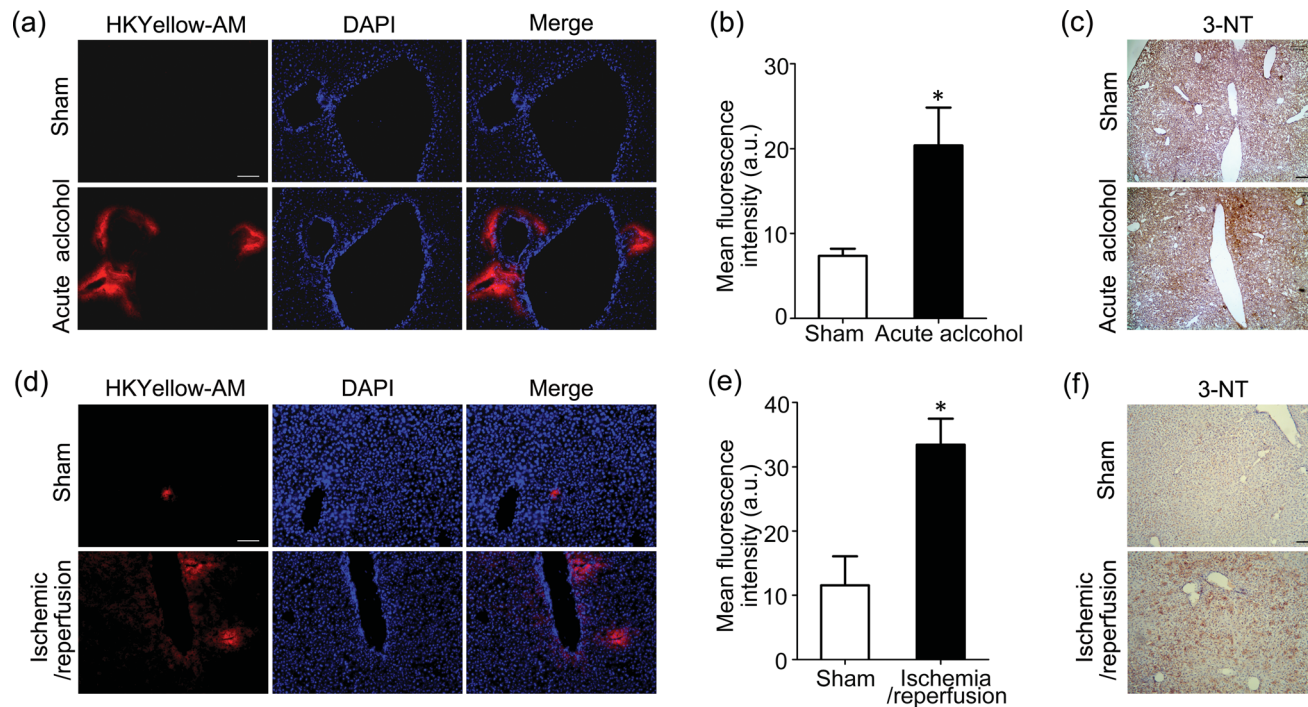 (a)
HKYellow-AM
DAPI
Merge
Sham
Acute aclcohol
(b)
Mean fluorescence
intensity (a.u.)
30
20
10
0
*
Sham
Acute aclcohol
(c)
3-NT
Sham
Acute aclcohol
(d)
HKYellow-AM
DAPI
Merge
Sham
Ischemic
/reperfusion
(e)
Mean fluorescence
intensity (a.u.)
40
30
20
10
0
*
Sham
Ischemia
/reperfusion
(f)
3-NT
Sham
Ischemic
/reperfusion